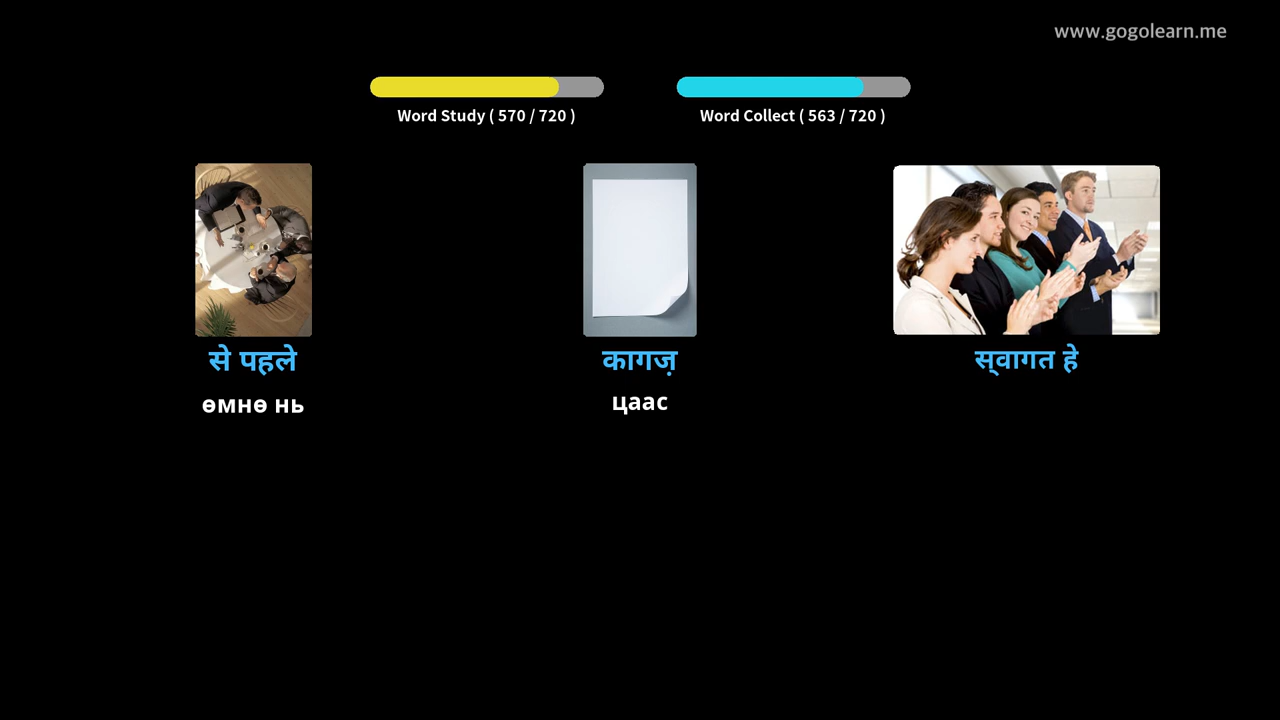 www.gogolearn.me
Word Study ( 570 / 720 )
Word Collect ( 563 / 720 )
से पहले
कागज़
स्वागत हे
өмнө нь
цаас